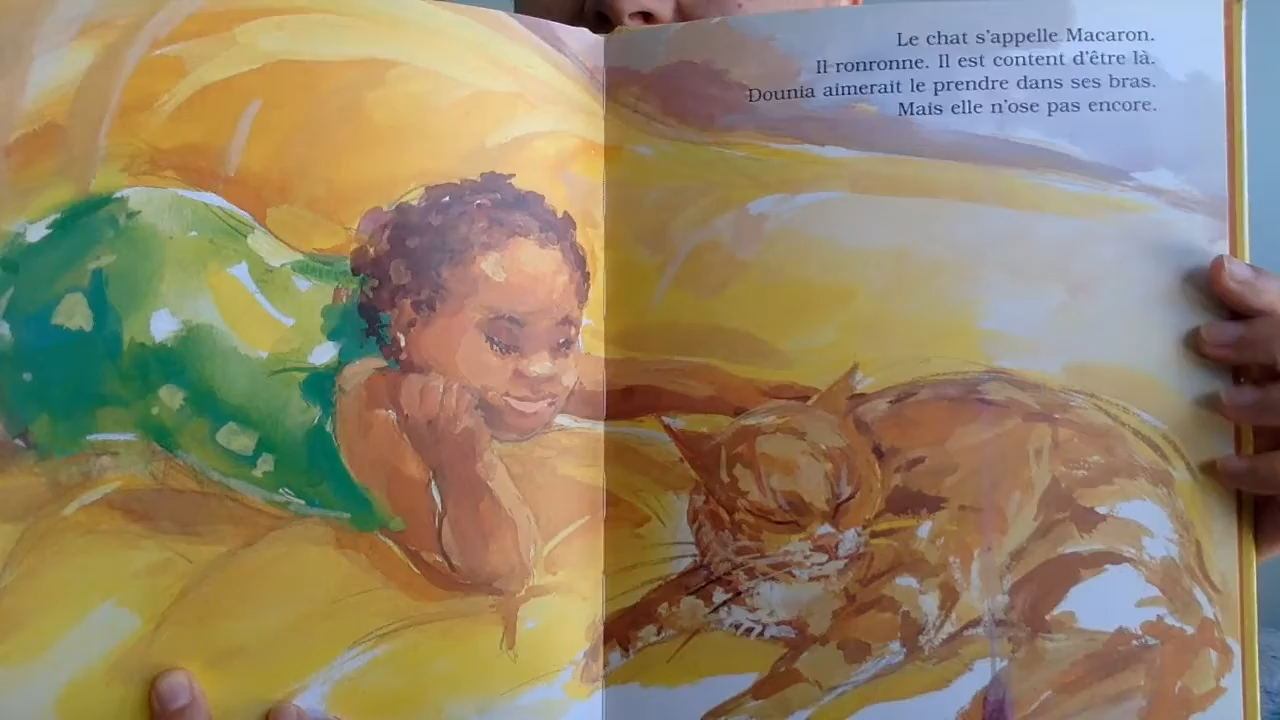 Le chat s'appelle Macaron.
Il ronronne. Il est content d'être là.
Dounia aimerait le prendre dans ses bras.
Mais elle n'ose pas encore.